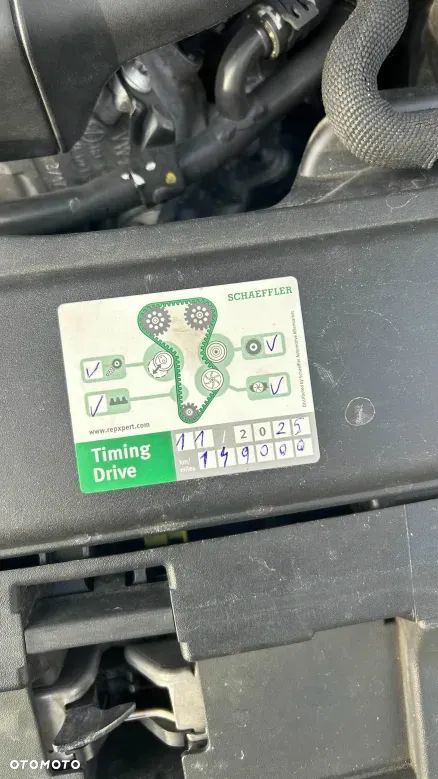 SCHAEFFLER
Distributed by Schaeffler Automotive Aftermarket
www.repxpert.com
Timing
Drive
11 / 2025
km/
miles
149000
OTOMOTO